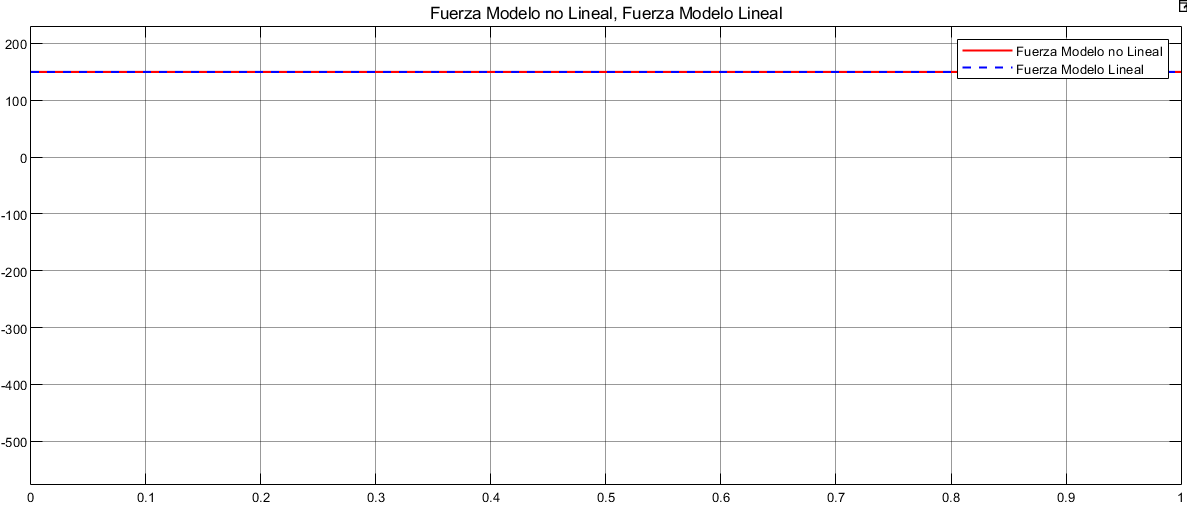 Fuerza Modelo no Lineal, Fuerza Modelo Lineal
Fuerza Modelo no Lineal
Fuerza Modelo Lineal
200
100
0
-100
-200
-300
-400
-500
0 0.1 0.2 0.3 0.4 0.5 0.6 0.7 0.8 0.9 1